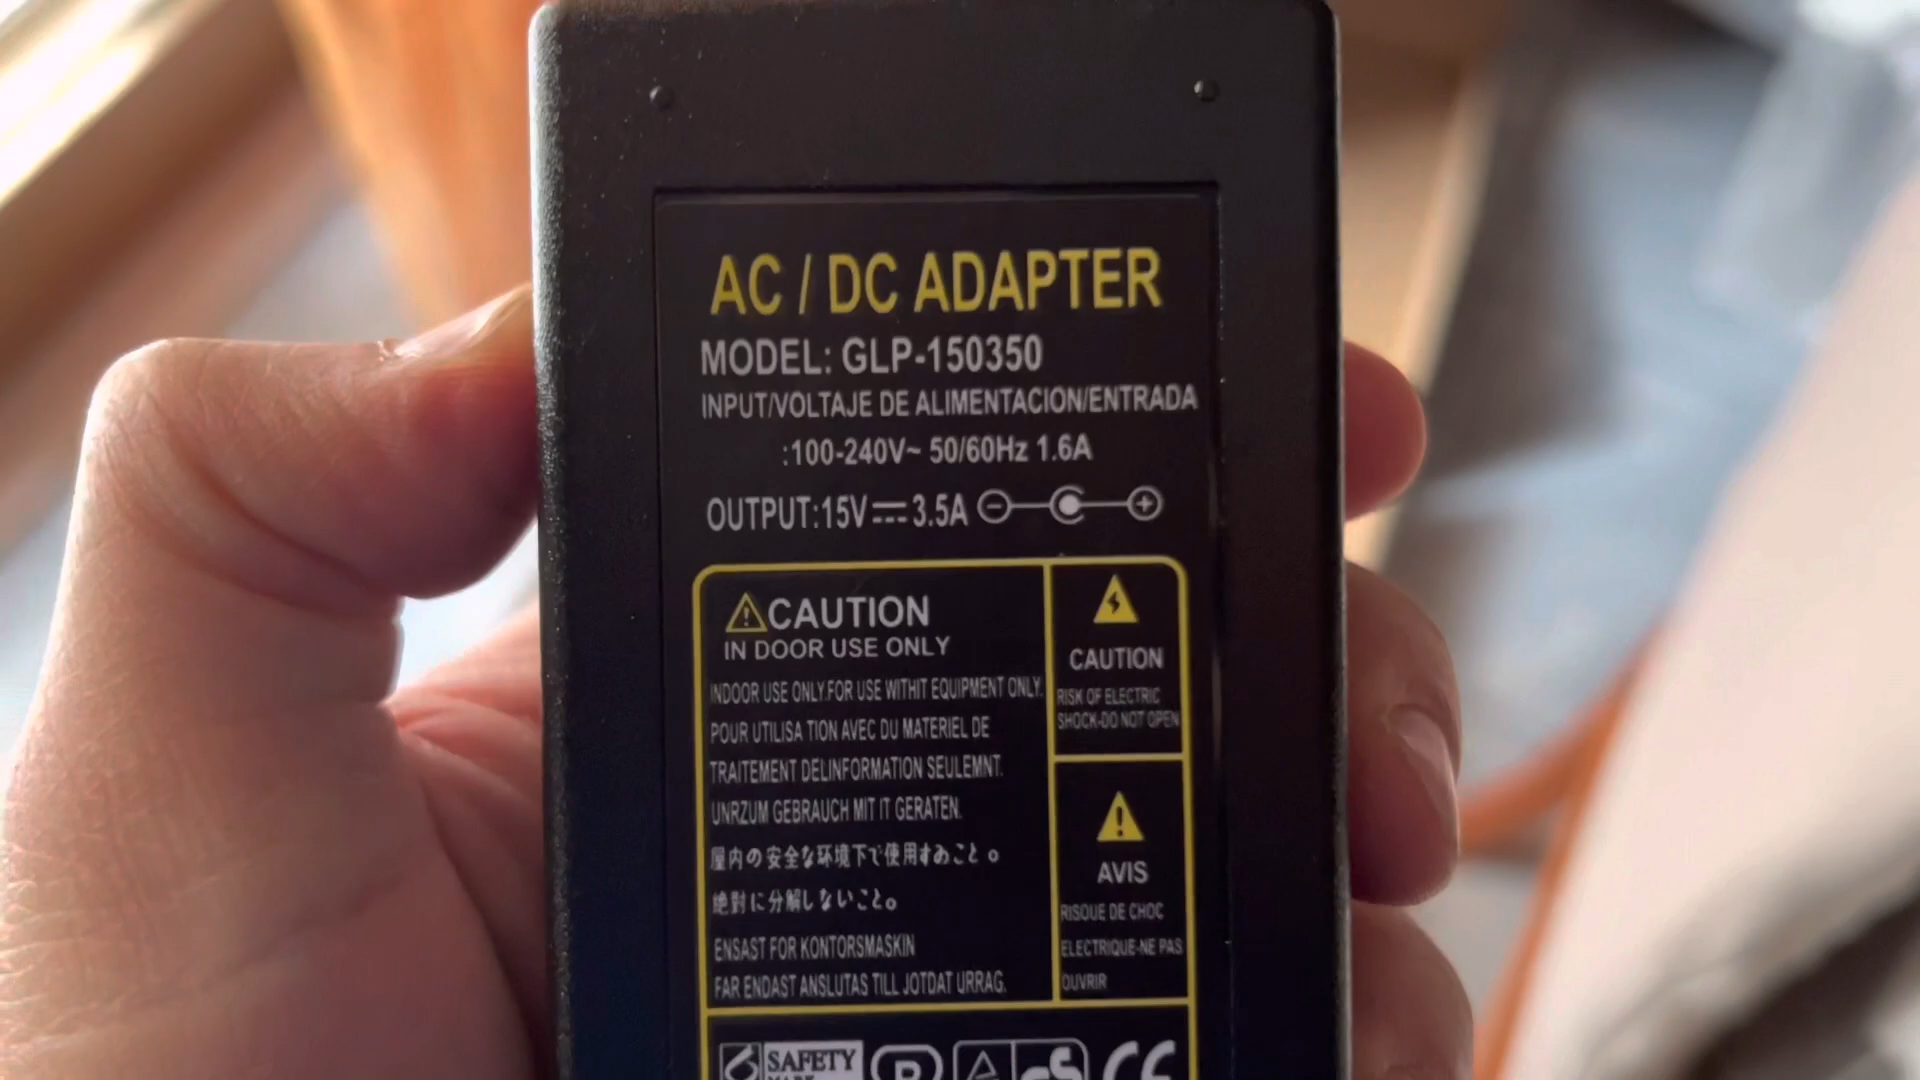 AC / DC ADAPTER
MODEL: GLP-150350
INPUT/VOLTAJE DE ALIMENTACION/ENTRADA
:100-240V~ 50/60Hz 1.6A
OUTPUT:15V⎓3.5A
CAUTION
IN DOOR USE ONLY
INDOOR USE ONLY.FOR USE WITHIT EQUIPMENT ONLY.
POUR UTILISA TION AVEC DU MATERIEL DE
TRAITEMENT DELINFORMATION SEULEMNT.
UNRZUM GEBRAUCH MIT IT GERATEN.
屋内の安全な环境下で使用すみこと。
绝對に分解しないこと。
ENSAST FOR KONTORSMASKIN
FAR ENDAST ANSLUTAS TILL JOTDAT URRAG.
CAUTION
RISK OF ELECTRIC
SHOCK-DO NOT OPEN
AVIS
RISQUE DE CHOC
ELECTRIQUE-NE PAS
OUVRIR
SAFETY
GS
CE